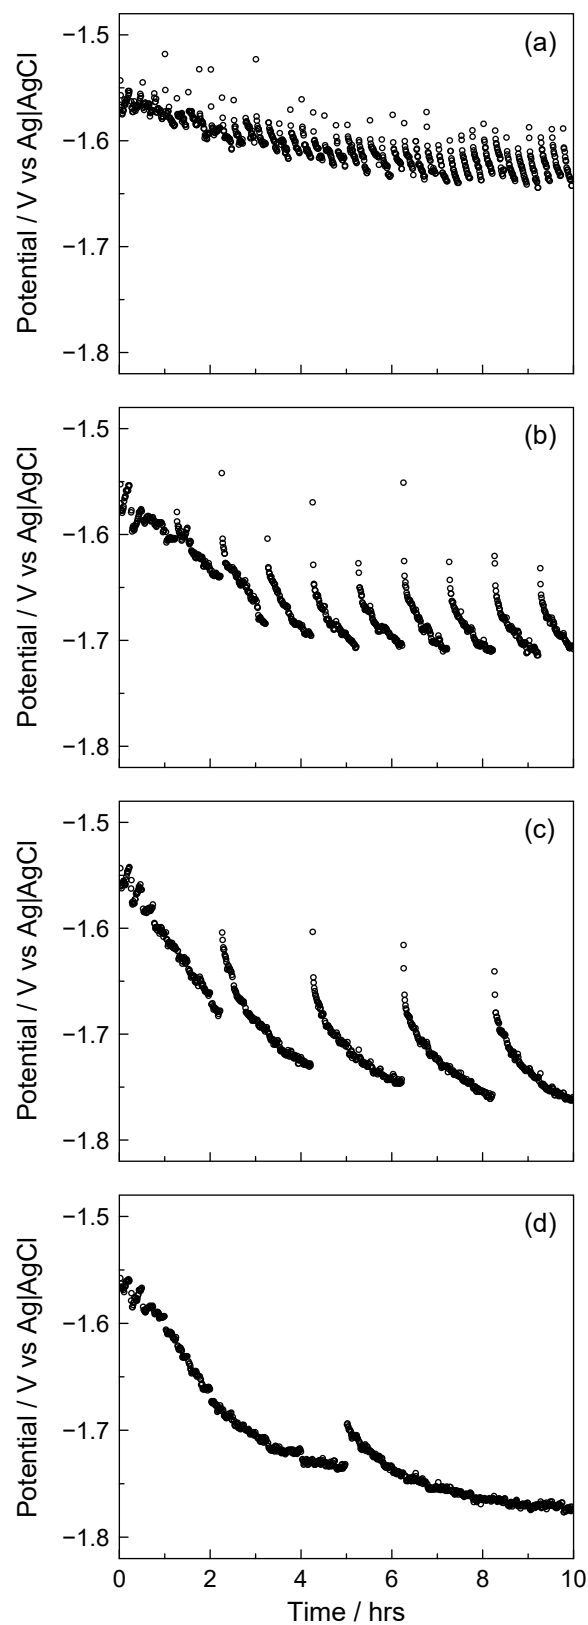 (a)
−1.5
−1.6
−1.7
−1.8
Potential / V vs Ag|AgCl
(b)
−1.5
−1.6
−1.7
−1.8
Potential / V vs Ag|AgCl
(c)
−1.5
−1.6
−1.7
−1.8
Potential / V vs Ag|AgCl
(d)
−1.5
−1.6
−1.7
−1.8
Potential / V vs Ag|AgCl
0 2 4 6 8 10
Time / hrs